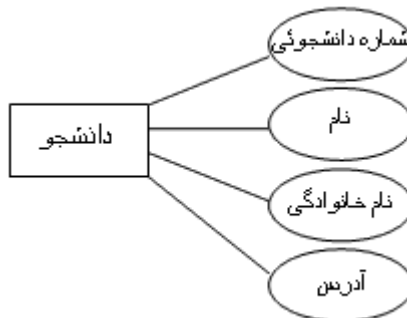 شماره دانشجوئی
نام
دانشجو
نام خانوادگی
آدرس